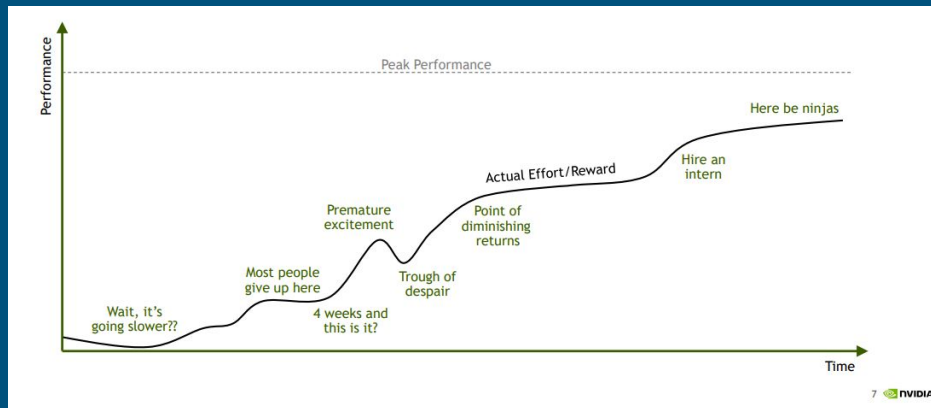 Performance
Peak Performance
Here be ninjas
Hire an
intern
Actual Effort/Reward
Point of
diminishing
returns
Premature
excitement
Trough of
despair
Most people
give up here
4 weeks and
this is it?
Wait, it's
going slower??
Time
7 NVIDIA